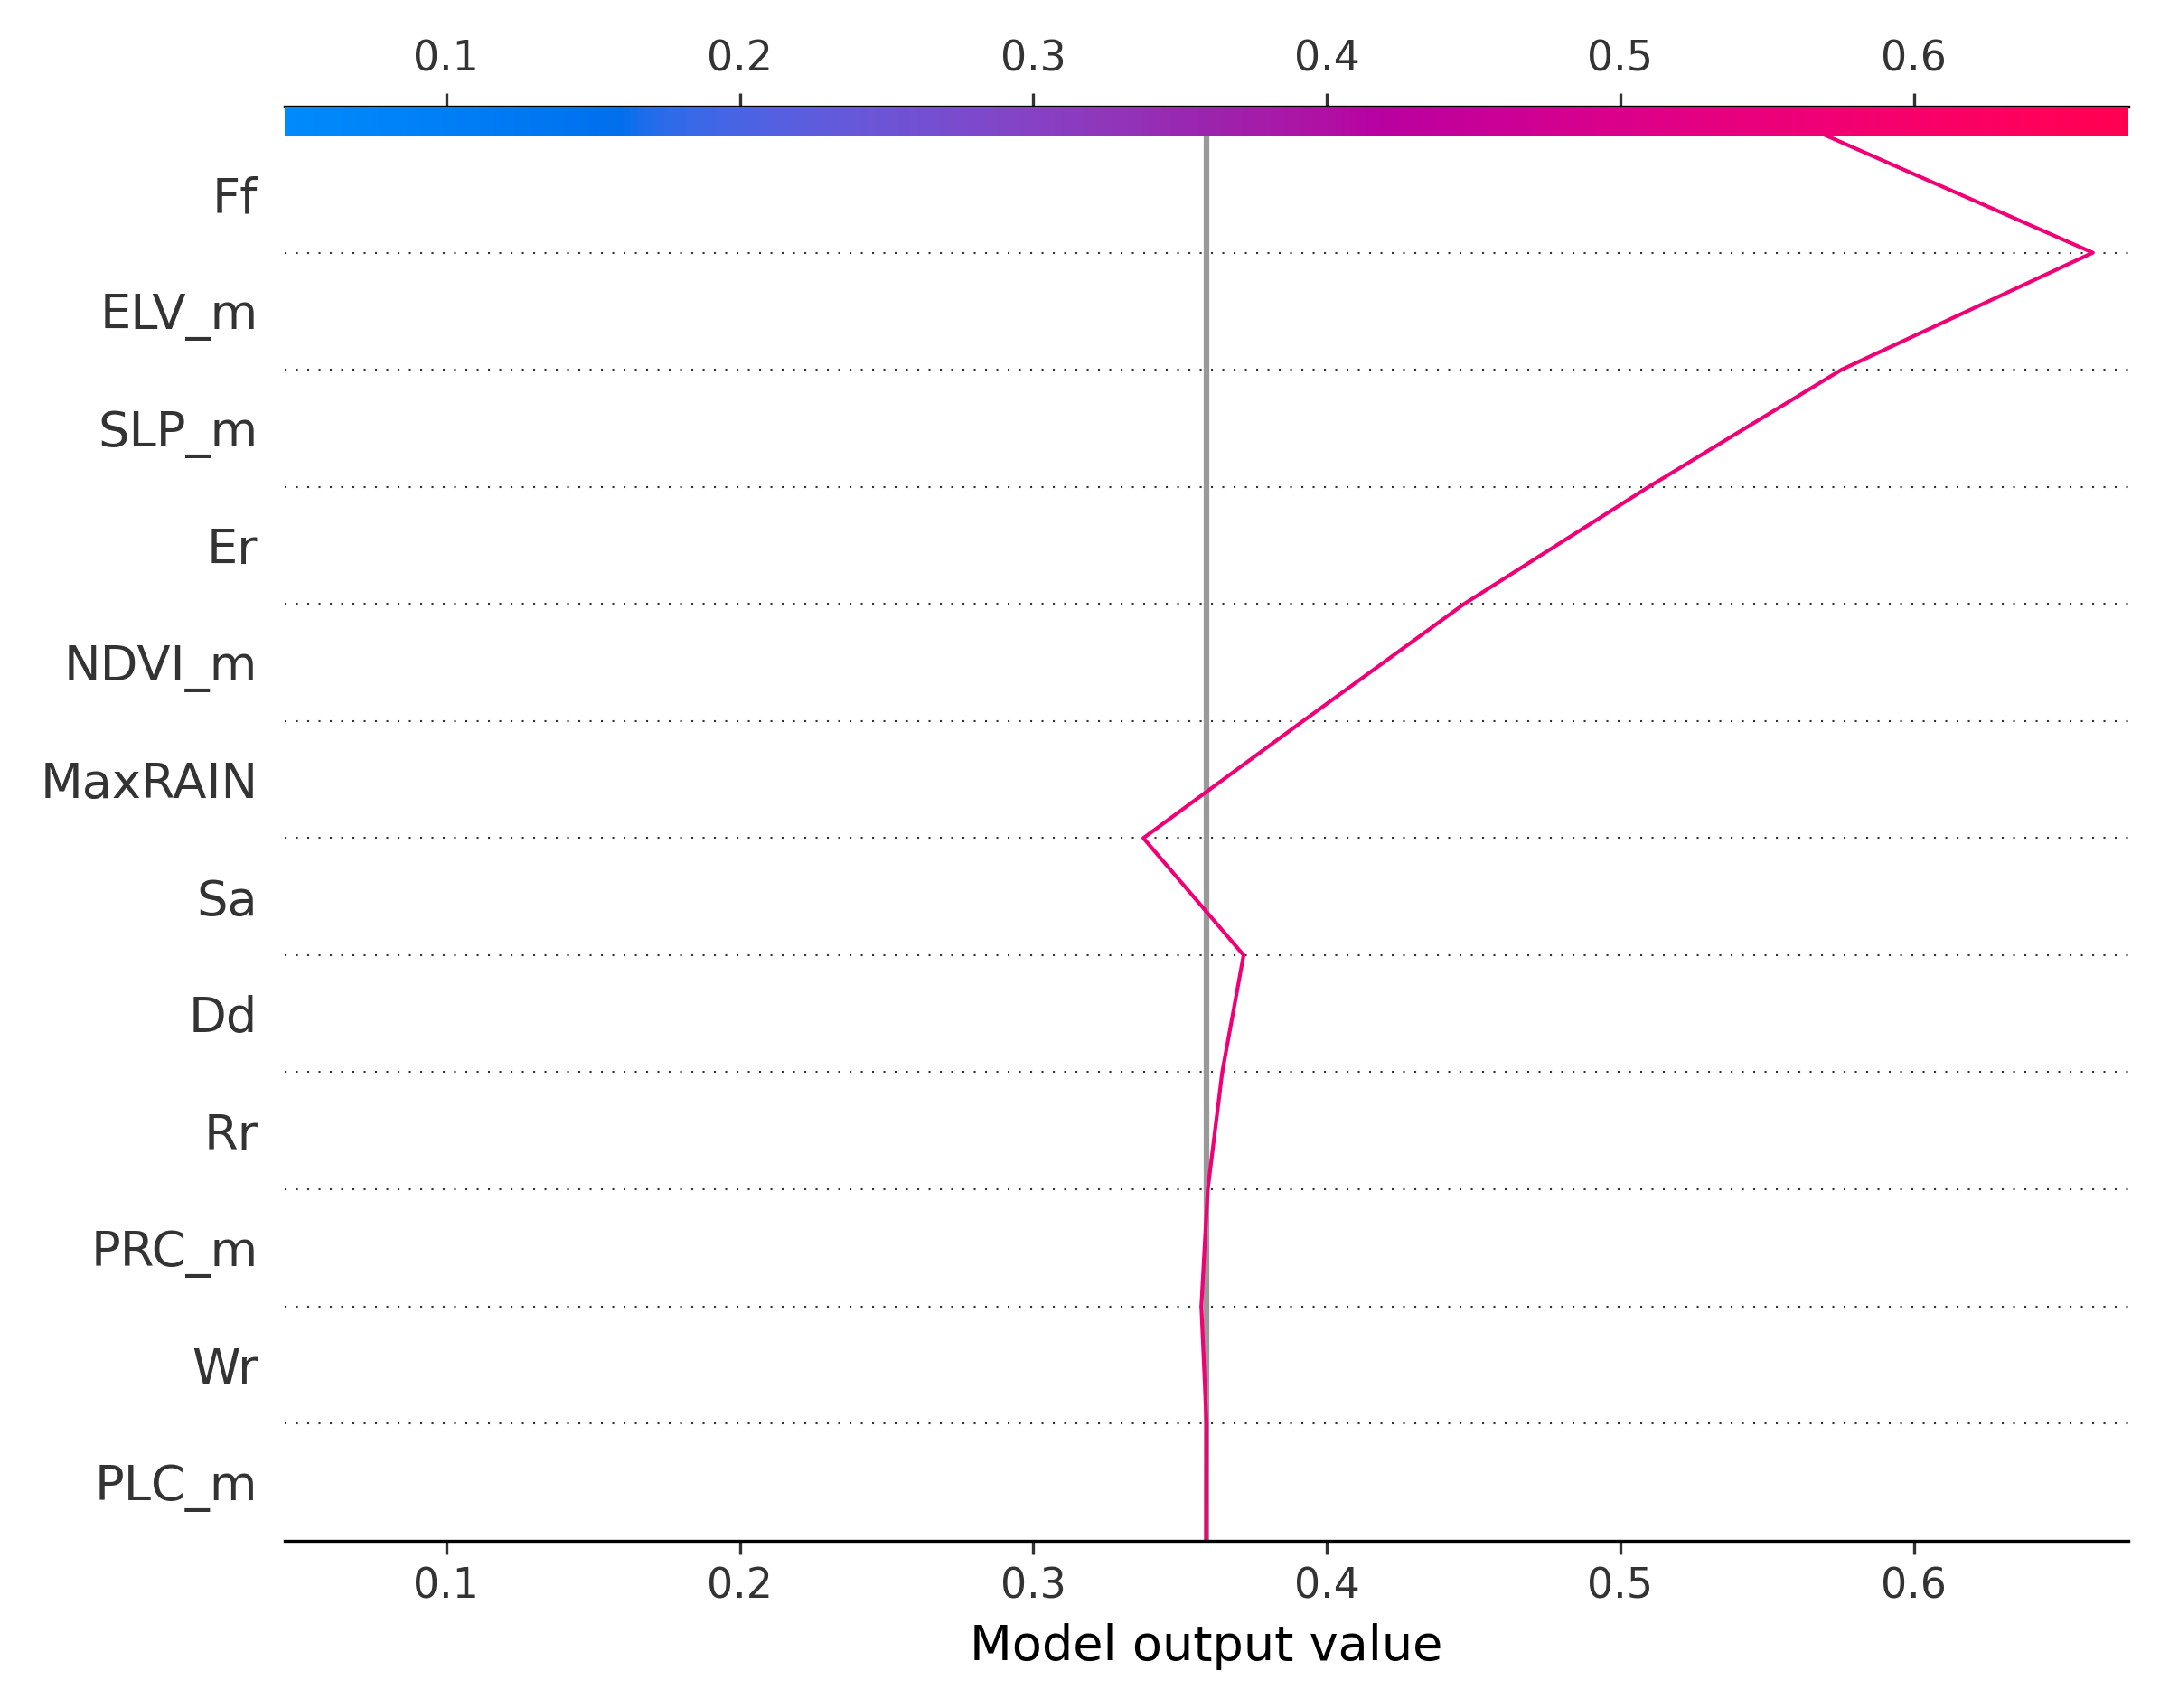 0.1 0.2 0.3 0.4 0.5 0.6
Ff
ELV_m
SLP_m
Er
NDVI_m
MaxRAIN
Sa
Dd
Rr
PRC_m
Wr
PLC_m
0.1 0.2 0.3 0.4 0.5 0.6
Model output value